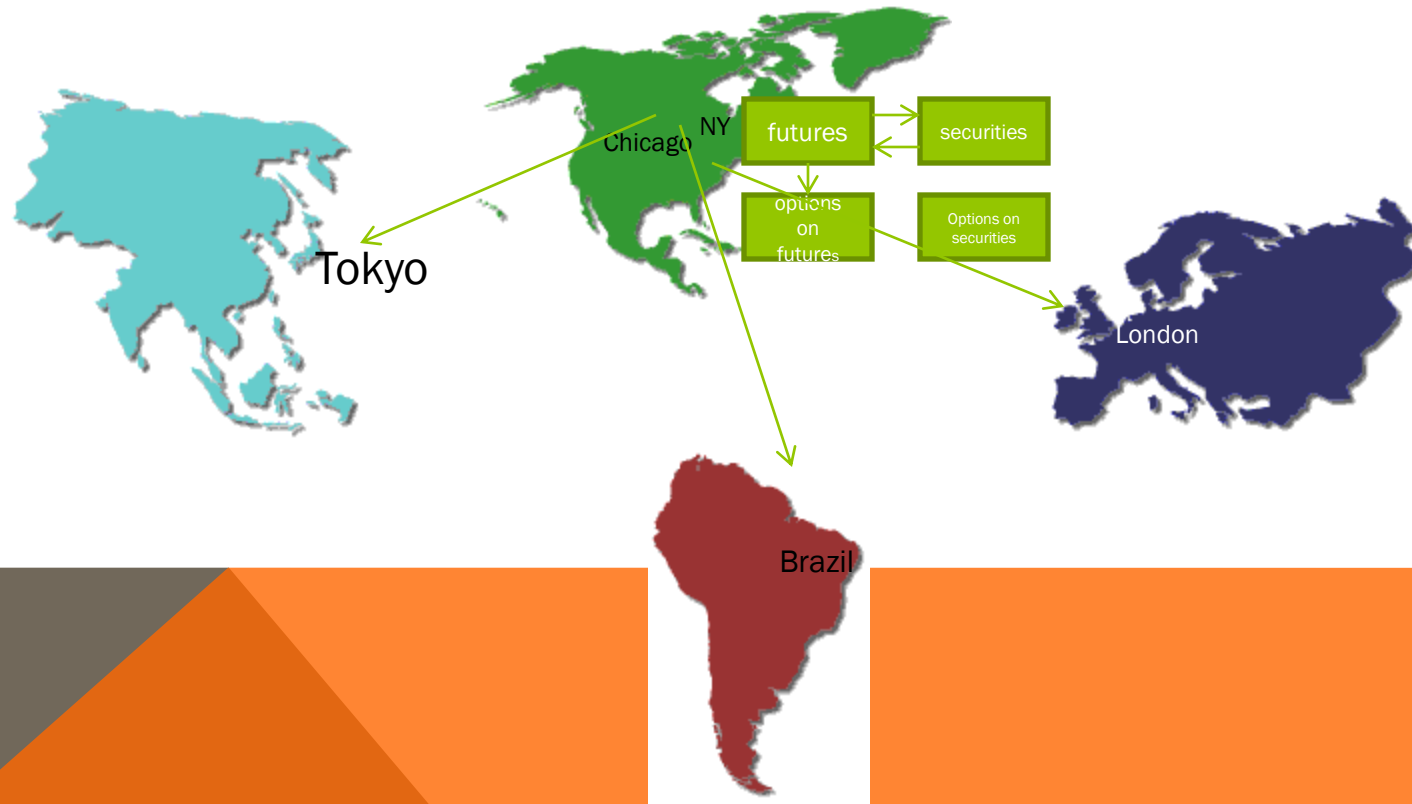 NY
Chicago
futures
securities
options
on
futures
Options on
securities
Tokyo
London
Brazil